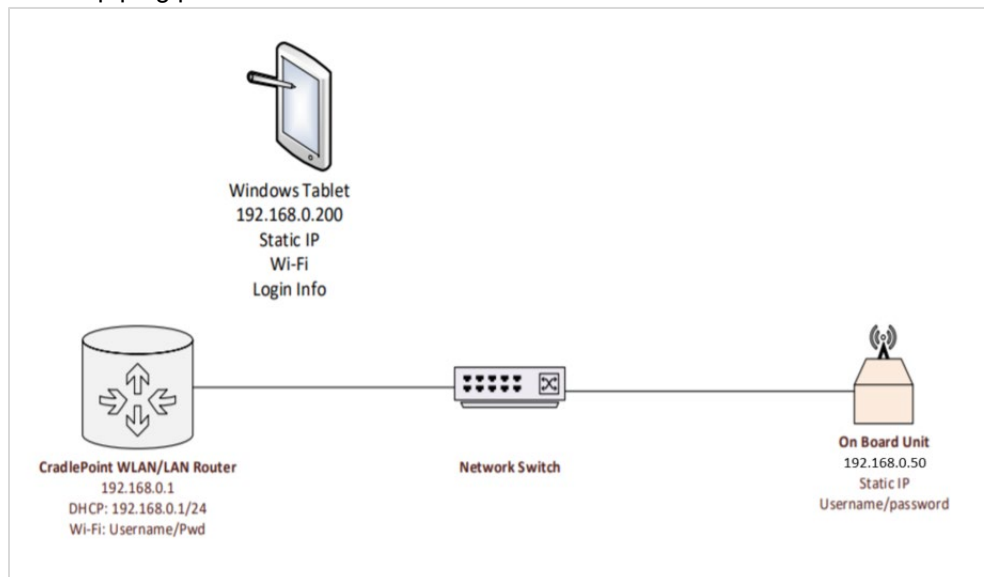 Windows Tablet
192.168.0.200
Static IP
Wi-Fi
Login Info
CradlePoint WLAN/LAN Router
192.168.0.1
DHCP: 192.168.0.1/24
Wi-Fi: Username/Pwd
Network Switch
On Board Unit
192.168.0.50
Static IP
Username/password